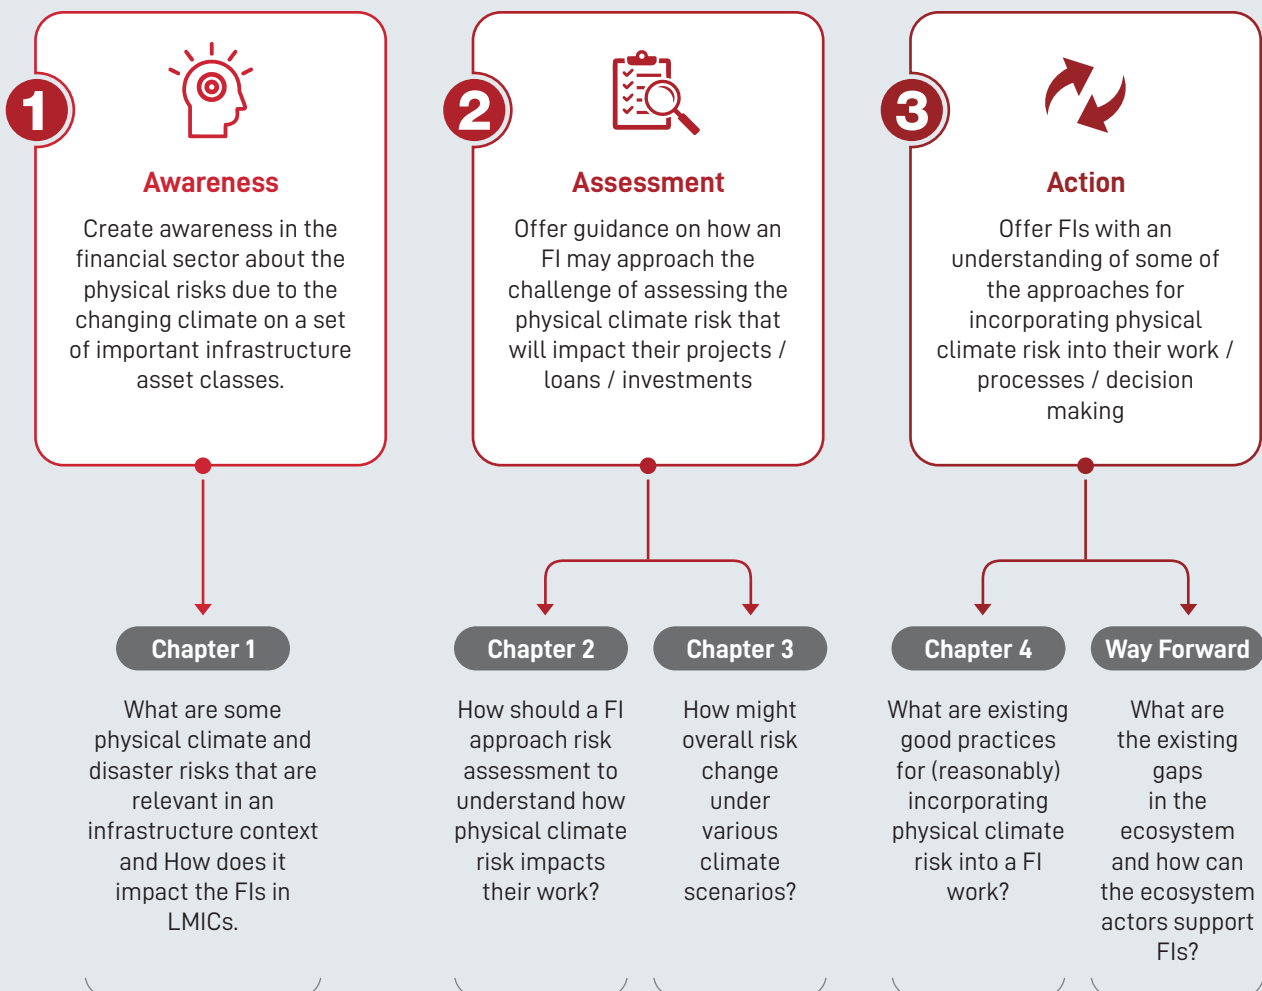 1
Awareness
Create awareness in the
financial sector about the
physical risks due to the
changing climate on a set
of important infrastructure
asset classes.
2
Assessment
Offer guidance on how an
FI may approach the
challenge of assessing the
physical climate risk that
will impact their projects /
loans / investments
3
Action
Offer FIs with an
understanding of some of
the approaches for
incorporating physical
climate risk into their work /
processes / decision
making
Chapter 1
What are some
physical climate and
disaster risks that are
relevant in an
infrastructure context
and How does it
impact the FIs in
LMICs.
Chapter 2
How should a FI
approach risk
assessment to
understand how
physical climate
risk impacts
their work?
Chapter 3
How might
overall risk
change
under
various
climate
scenarios?
Chapter 4
What are existing
good practices
for (reasonably)
incorporating
physical climate
risk into a FI
work?
Way Forward
What are
the existing
gaps
in the
ecosystem
and how can
the ecosystem
actors support
FIs?